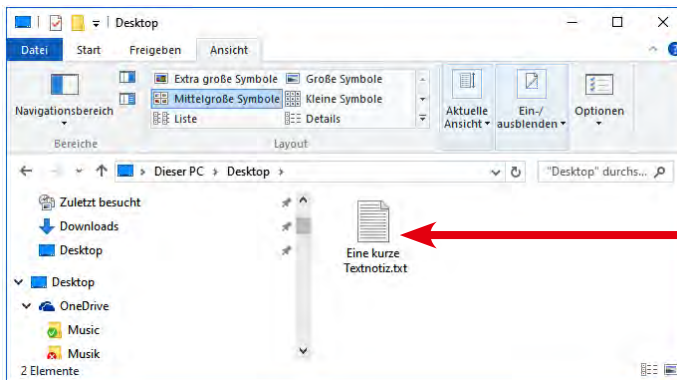 Desktop
Datei Start Freigeben Ansicht
Extra große Symbole Große Symbole
Mittelgroße Symbole Kleine Symbole
Liste Details
Navigationsbereich
Aktuelle Ansicht
Ein-/ausblenden
Optionen
Bereiche Layout
Dieser PC Desktop "Desktop" durchs...
Zuletzt besucht
Downloads
Desktop
Desktop
OneDrive
Music
Musik
Eine kurze
Textnotiz.txt
2 Elemente